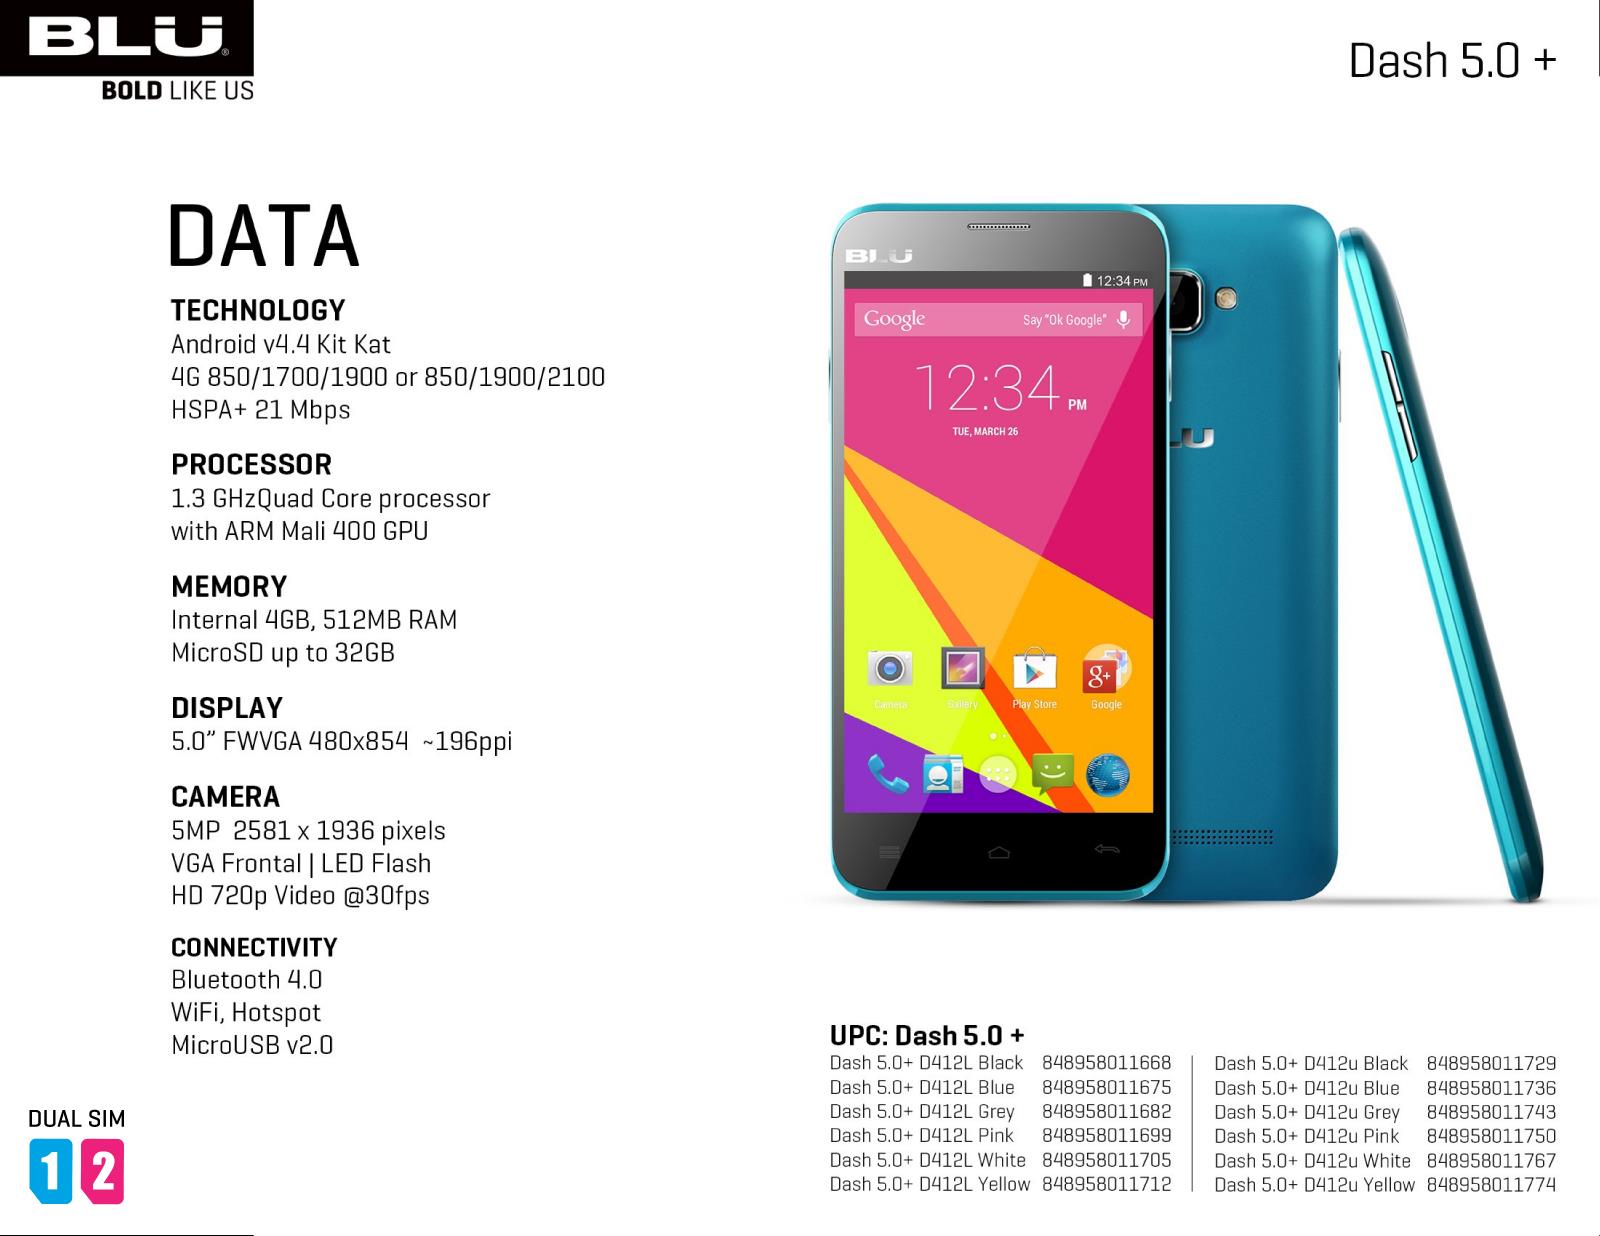 BLU®
BOLD LIKE US
Dash 5.0 +
DATA
TECHNOLOGY
Android v4.4 Kit Kat
4G 850/1700/1900 or 850/1900/2100
HSPA+ 21 Mbps
PROCESSOR
1.3 GHzQuad Core processor
with ARM Mali 400 GPU
MEMORY
Internal 4GB, 512MB RAM
MicroSD up to 32GB
DISPLAY
5.0” FWVGA 480x854 ~196ppi
CAMERA
5MP 2581 x 1936 pixels
VGA Frontal | LED Flash
HD 720p Video @30fps
CONNECTIVITY
Bluetooth 4.0
WiFi, Hotspot
MicroUSB v2.0
DUAL SIM
1 2
BLU
12:34 PM
Google Say “Ok Google”
12:34 PM
TUE, MARCH 26
Camera Gallery Play Store Google
g+
LU
UPC: Dash 5.0 +
Dash 5.0+ D412L Black 848958011668
Dash 5.0+ D412L Blue 848958011675
Dash 5.0+ D412L Grey 848958011682
Dash 5.0+ D412L Pink 848958011699
Dash 5.0+ D412L White 848958011705
Dash 5.0+ D412L Yellow 848958011712
Dash 5.0+ D412u Black 848958011729
Dash 5.0+ D412u Blue 848958011736
Dash 5.0+ D412u Grey 848958011743
Dash 5.0+ D412u Pink 848958011750
Dash 5.0+ D412u White 848958011767
Dash 5.0+ D412u Yellow 848958011774